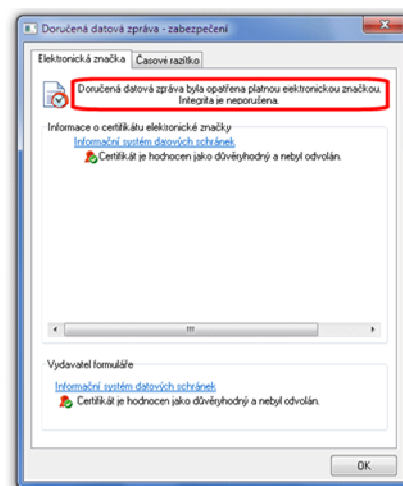 Doručená datová zpráva - zabezpečení
Elektronická značka Časové razítko
Doručená datová zpráva byla opatřena platnou elektronickou značkou.
Integrita je neporušena.
Informace o certifikátu elektronické značky
Informační systém datových schránek
Certifikát je hodnocen jako důvěryhodný a nebyl odvolán.
Vydavatel formuláře
Informační systém datových schránek
Certifikát je hodnocen jako důvěryhodný a nebyl odvolán.
OK